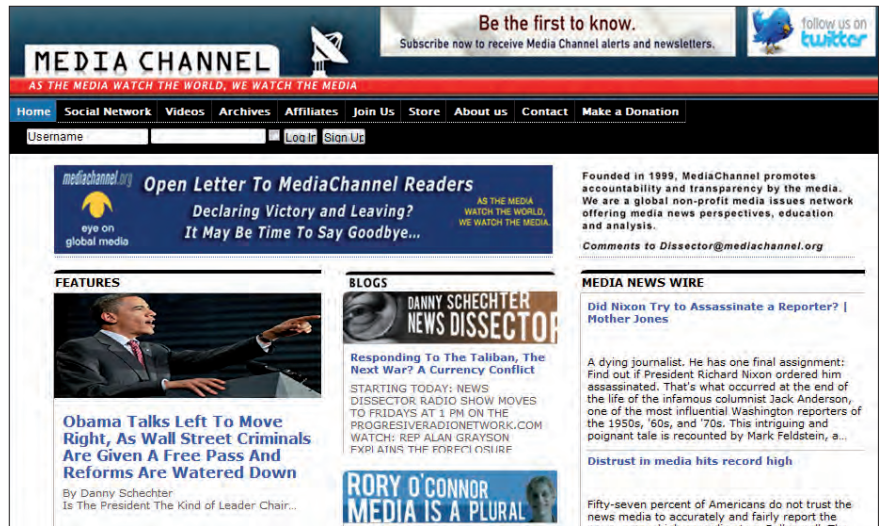 Be the first to know.
Subscribe now to receive Media Channel alerts and newsletters.
follow us on
twitter
MEDIA CHANNEL
AS THE MEDIA WATCH THE WORLD, WE WATCH THE MEDIA
Home Social Network Videos Archives Affiliates Join Us Store About us Contact Make a Donation
Username
Log In Sign Up
mediachannel.org
eye on
global media
Open Letter To MediaChannel Readers
Declaring Victory and Leaving?
It May Be Time To Say Goodbye...
AS THE MEDIA
WATCH THE WORLD,
WE WATCH THE MEDIA.
Founded in 1999, MediaChannel promotes
accountability and transparency by the media.
We are a global non-profit media issues network
offering media news perspectives, education
and analysis.
Comments to Dissector@mediachannel.org
FEATURES
Obama Talks Left To Move
Right, As Wall Street Criminals
Are Given A Free Pass And
Reforms Are Watered Down
By Danny Schechter
Is The President The Kind of Leader Chair...
BLOGS
DANNY SCHECHTER
NEWS DISSECTOR
Responding To The Taliban, The
Next War? A Currency Conflict
STARTING TODAY: NEWS
DISSECTOR RADIO SHOW MOVES
TO FRIDAYS AT 1 PM ON THE
PROGRESIVERADIONETWORK.COM
WATCH: REP ALAN GRAYSON
EXPLAINS THE FORECLOSURE
RORY O'CONNOR
MEDIA IS A PLURAL
MEDIA NEWS WIRE
Did Nixon Try to Assassinate a Reporter? |
Mother Jones
A dying journalist. He has one final assignment:
Find out if President Richard Nixon ordered him
assassinated. That's what occurred at the end of
the life of the infamous columnist Jack Anderson,
one of the most influential Washington reporters of
the 1950s, '60s, and '70s. This intriguing and
poignant tale is recounted by Mark Feldstein, a...
Distrust in media hits record high
Fifty-seven percent of Americans do not trust the
news media to accurately and fairly report the